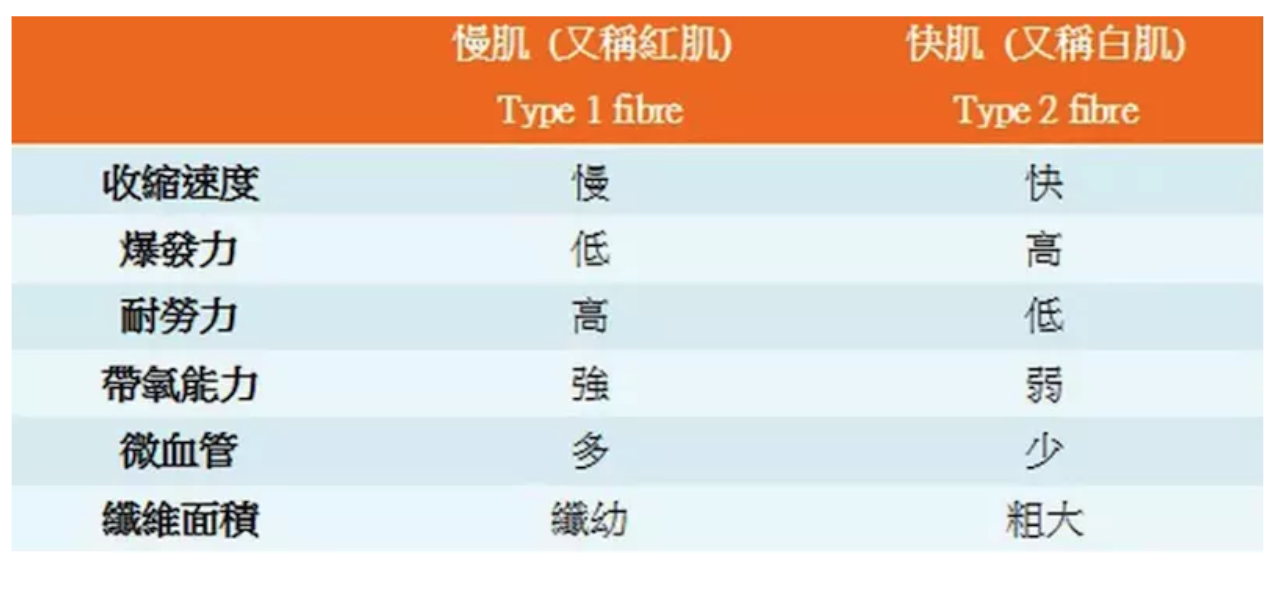 慢肌 (又稱紅肌) 快肌 (又稱白肌)
Type 1 fibre Type 2 fibre
收縮速度 慢 快
爆發力 低 高
耐勞力 高 低
帶氧能力 強 弱
微血管 多 少
纖維面積 纖幼 粗大